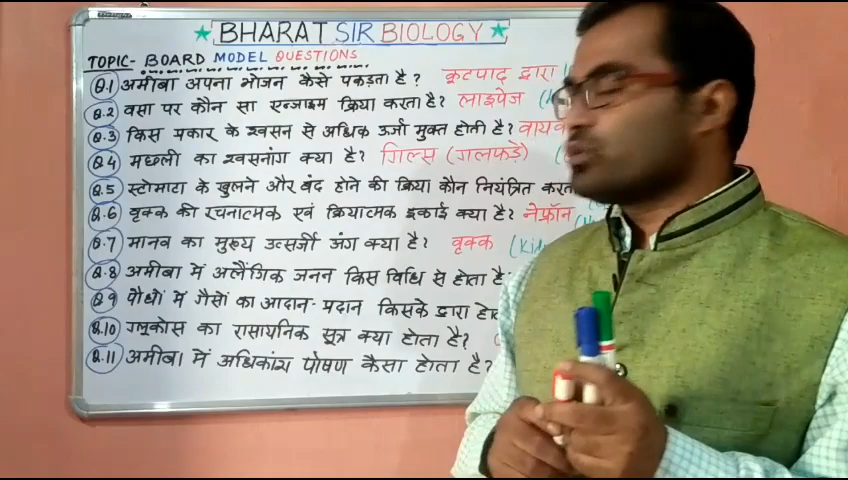 ★ BHARAT SIR BIOLOGY ★
TOPIC- BOARD MODEL QUESTIONS
Q.1 अमीबा अपना भोजन कैसे पकड़ता है? कूटपाद द्वारा
Q.2 वसा पर कौन सा एन्जाइम क्रिया करता है? लाइपेज
Q.3 किस प्रकार के श्वसन से अधिक ऊर्जा मुक्त होती है?
Q.4 मछली का श्वसनांग क्या है? गिल्स (गलफड़े)
Q.5 स्टोमाटा के खुलने और बंद होने की क्रिया कौन नियंत्रित
Q.6 वृक्क की रचनात्मक एवं क्रियात्मक इकाई क्या है? नेफ्रॉन
Q.7 मानव का मुख्य उत्सर्जी अंग क्या है? वृक्क
Q.8 अमीबा में अलैंगिक जनन किस विधि से होता है
Q.9 पौधों में गैसों का आदान-प्रदान किसके द्वारा
Q.10 ग्लूकोस का रासायनिक सूत्र क्या होता है?
Q.11 अमीबा में अधिकांश पोषण कैसा होता है?